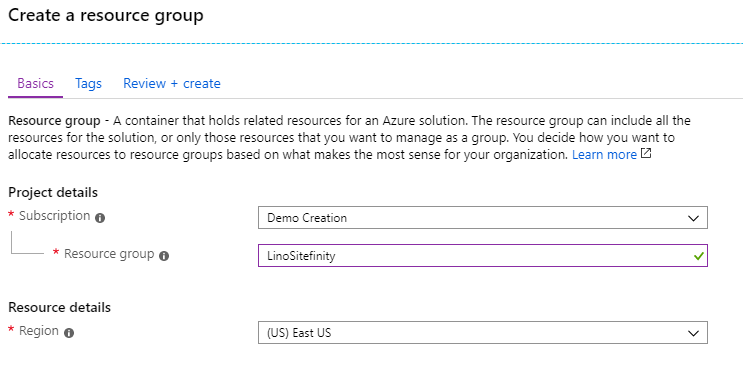 Create a resource group
Basics Tags Review + create
Resource group - A container that holds related resources for an Azure solution. The resource group can include all the
resources for the solution, or only those resources that you want to manage as a group. You decide how you want to
allocate resources to resource groups based on what makes the most sense for your organization. Learn more
Project details
* Subscription Demo Creation
* Resource group LinoSitefinity
Resource details
* Region (US) East US